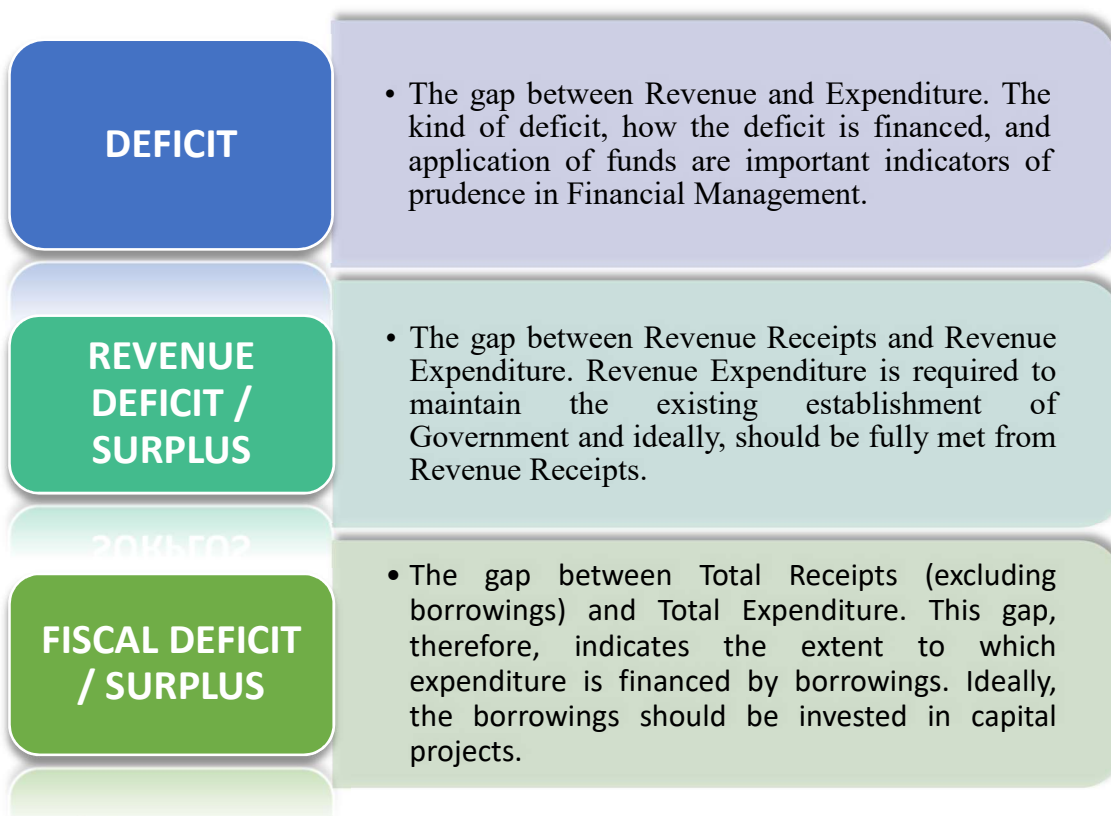 DEFICIT
• The gap between Revenue and Expenditure. The
kind of deficit, how the deficit is financed, and
application of funds are important indicators of
prudence in Financial Management.
REVENUE
DEFICIT /
SURPLUS
• The gap between Revenue Receipts and Revenue
Expenditure. Revenue Expenditure is required to
maintain the existing establishment of
Government and ideally, should be fully met from
Revenue Receipts.
FISCAL DEFICIT
/ SURPLUS
• The gap between Total Receipts (excluding
borrowings) and Total Expenditure. This gap,
therefore, indicates the extent to which
expenditure is financed by borrowings. Ideally,
the borrowings should be invested in capital
projects.